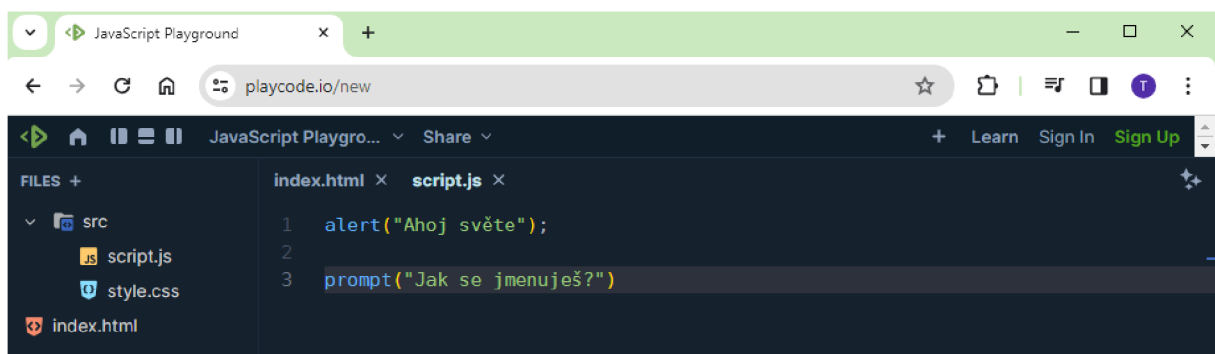 JavaScript Playground
playcode.io/new
T
JavaScript Playgro... Share + Learn Sign In Sign Up
FILES + index.html script.js
src
1 alert("Ahoj světe");
JS script.js
2
3 prompt("Jak se jmenuješ?")
style.css
index.html